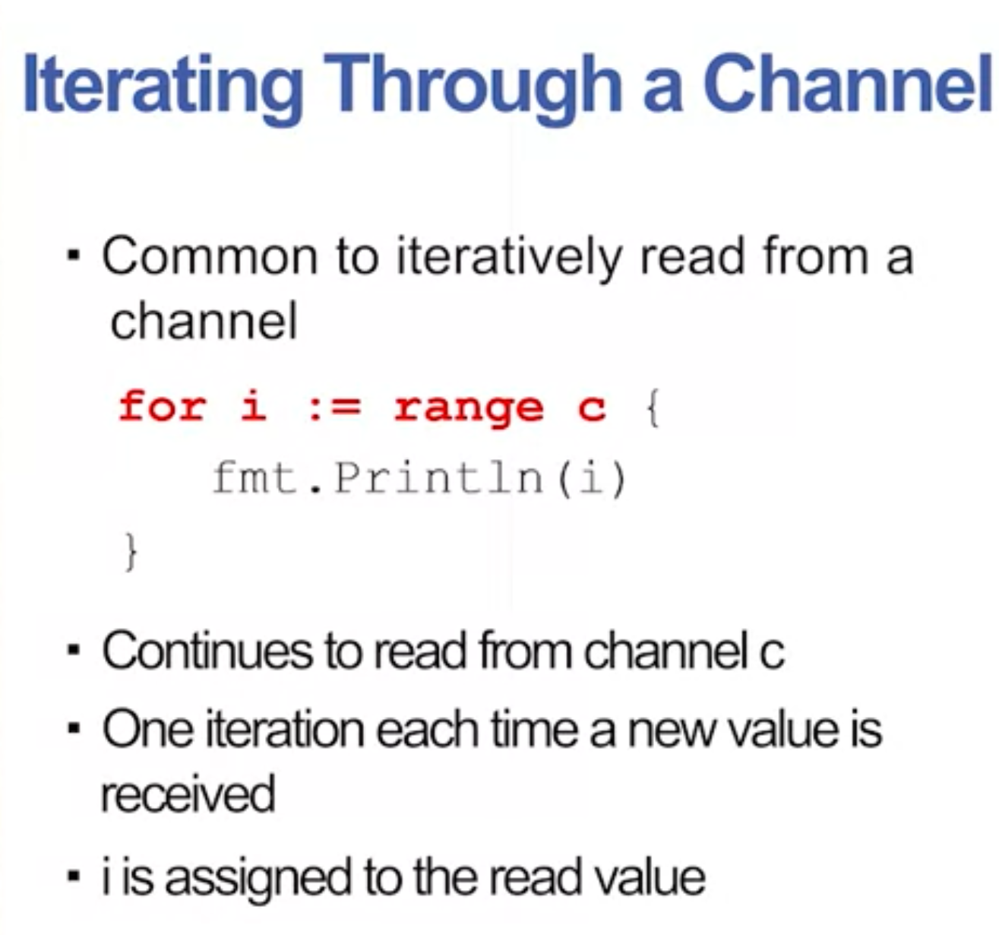 Iterating Through a Channel
▪ Common to iteratively read from a
channel
for i := range c {
fmt.Println(i)
}
▪ Continues to read from channel c
▪ One iteration each time a new value is
received
▪ i is assigned to the read value